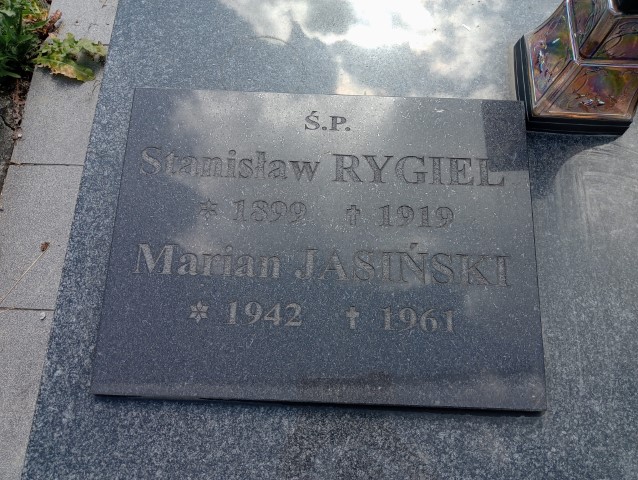 Ś.P.
Stanisław RYGIEL
* 1899 † 1919
Marian JASIŃSKI
* 1942 † 1961